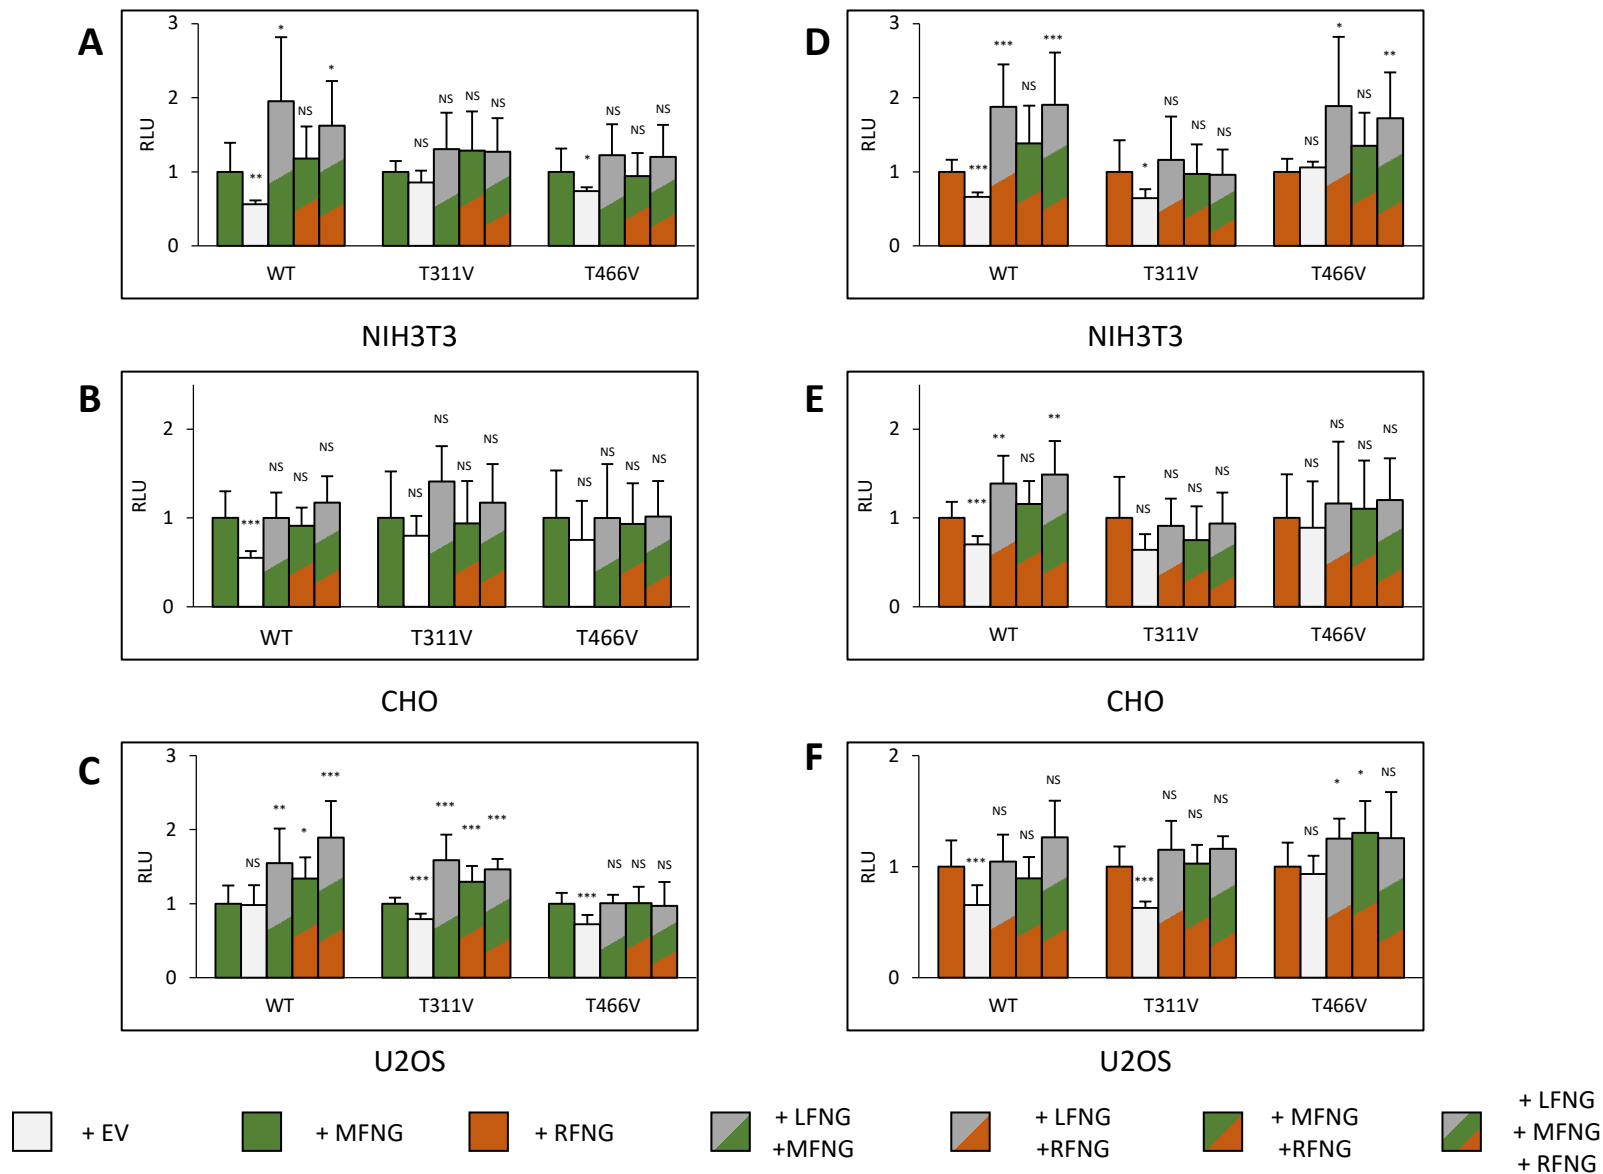 A
RLU
3
2
1
0
**
*
NS
*
NS
NS
NS
NS
*
NS
NS
NS
WT
T311V
T466V
NIH3T3
D
RLU
3
2
1
0
***
***
NS
***
*
NS
NS
NS
*
NS
**
WT
T311V
T466V
NIH3T3
B
RLU
2
1
0
***
NS
NS
NS
NS
NS
NS
NS
NS
NS
NS
NS
WT
T311V
T466V
CHO
E
RLU
2
1
0
***
**
NS
**
NS
NS
NS
NS
NS
NS
NS
WT
T311V
T466V
CHO
C
RLU
3
2
1
0
NS
**
*
***
***
***
***
***
***
NS
NS
NS
WT
T311V
T466V
U2OS
F
RLU
2
1
0
***
NS
NS
NS
***
NS
NS
NS
NS
*
*
NS
WT
T311V
T466V
U2OS
+ EV
+ MFNG
+ RFNG
+ LFNG
+MFNG
+ LFNG
+RFNG
+ MFNG
+RFNG
+ LFNG
+ MFNG
+ RFNG